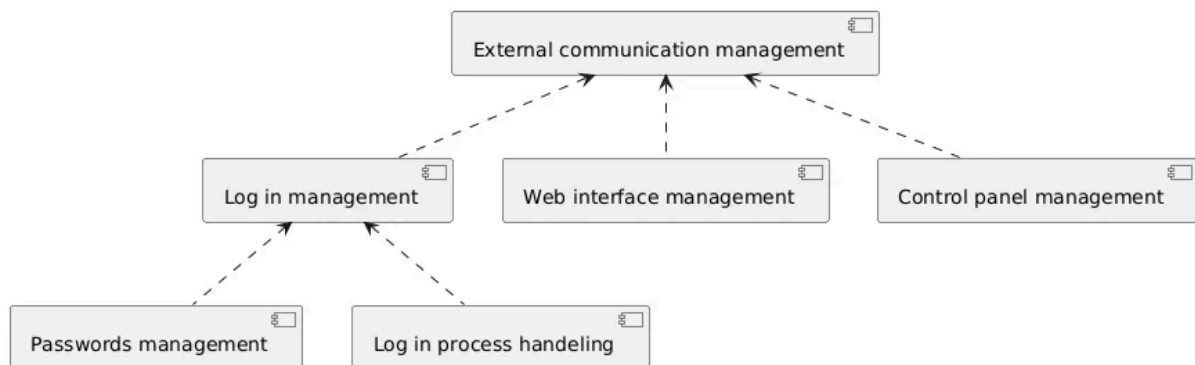 External communication management
Log in management
Web interface management
Control panel management
Passwords management
Log in process handeling